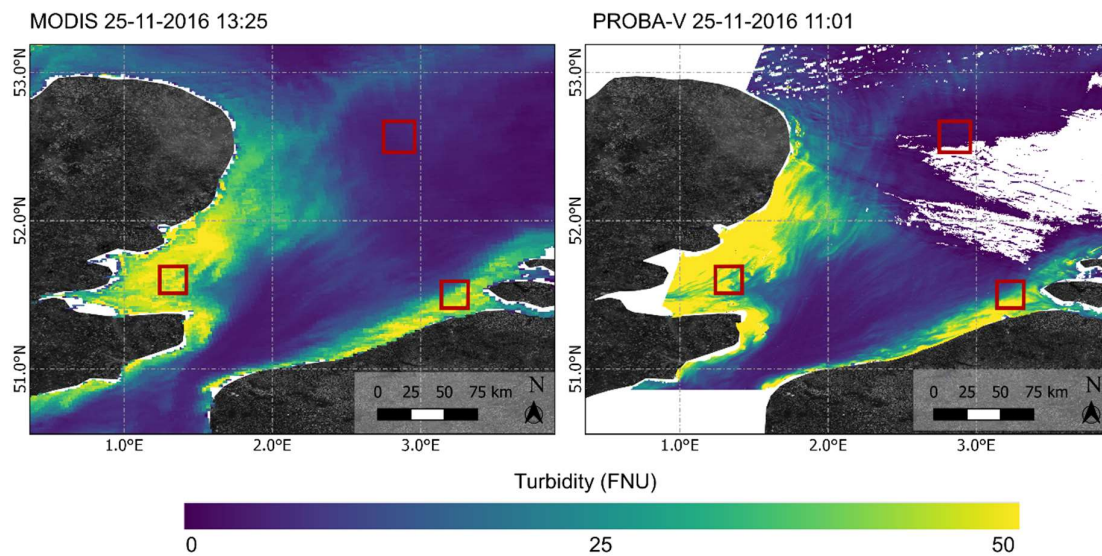 MODIS 25-11-2016 13:25
PROBA-V 25-11-2016 11:01
53.0°N
52.0°N
51.0°N
0 25 50 75 km
N
1.0°E 2.0°E 3.0°E
53.0°N
52.0°N
51.0°N
0 25 50 75 km
N
1.0°E 2.0°E 3.0°E
Turbidity (FNU)
0 25 50